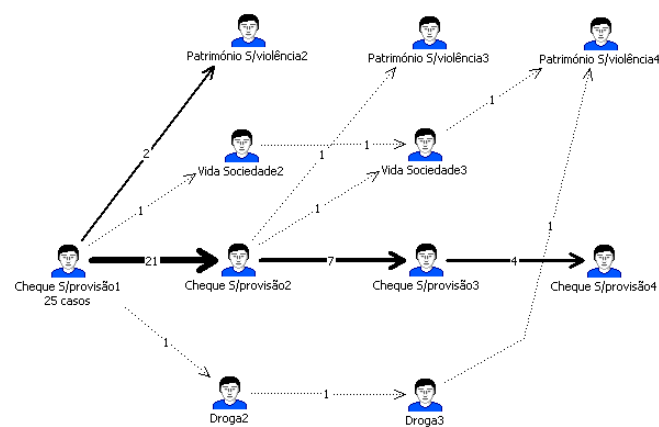 Património S/violência2
Património S/violência3
Património S/violência4
1
2
1
1
Vida Sociedade2
Vida Sociedade3
1
1
21
7
4
1
Cheque S/provisão1
25 casos
Cheque S/provisão2
Cheque S/provisão3
Cheque S/provisão4
1
1
Droga2
Droga3